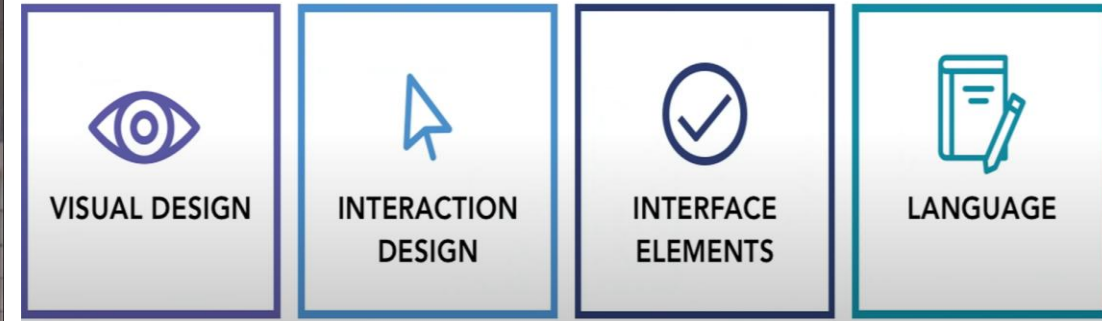 VISUAL DESIGN
INTERACTION
DESIGN
INTERFACE
ELEMENTS
LANGUAGE